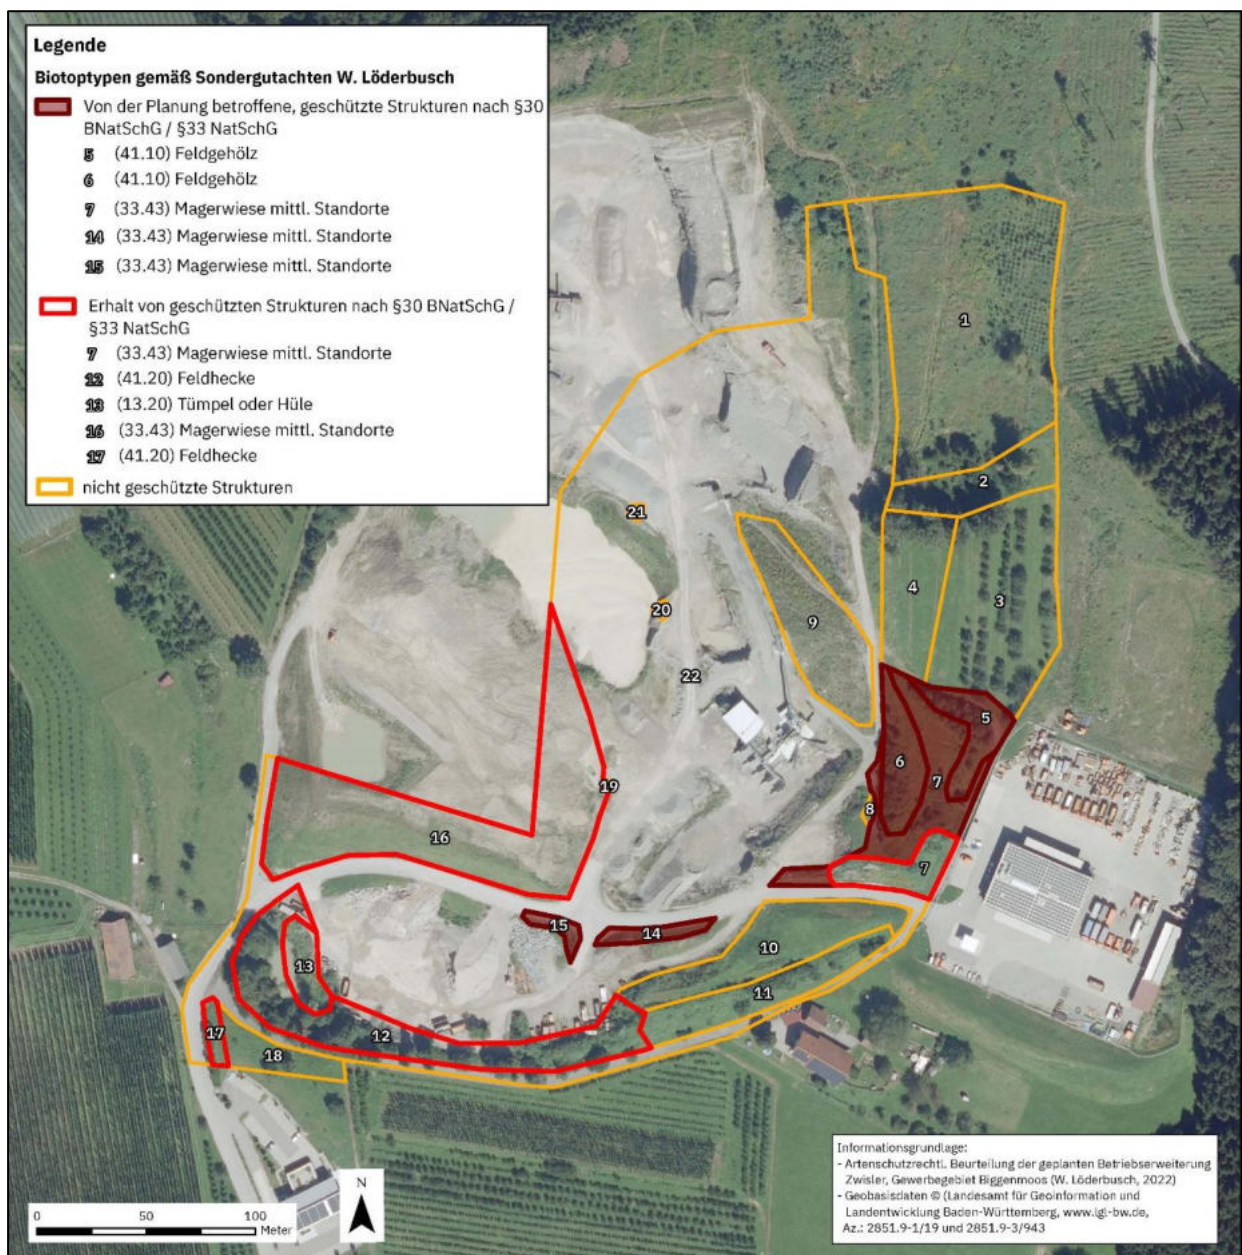 Legende
Biotoptypen gemäß Sondergutachten W. Löderbusch
Von der Planung betroffene, geschützte Strukturen nach §30
BNatSchG / §33 NatSchG
5 (41.10) Feldgehölz
6 (41.10) Feldgehölz
7 (33.43) Magerwiese mittl. Standorte
14 (33.43) Magerwiese mittl. Standorte
15 (33.43) Magerwiese mittl. Standorte
Erhalt von geschützten Strukturen nach §30 BNatSchG /
§33 NatSchG
7 (33.43) Magerwiese mittl. Standorte
12 (41.20) Feldhecke
13 (13.20) Tümpel oder Hüle
16 (33.43) Magerwiese mittl. Standorte
17 (41.20) Feldhecke
nicht geschützte Strukturen
1
2
21
4
3
20
9
22
5
6
7
19
8
16
7
15
14
10
13
11
12
17
18
N
0 50 100
Meter
Informationsgrundlage:
- Artenschutzrechtl. Beurteilung der geplanten Betriebserweiterung
Zwisler, Gewerbegebiet Biggenmoos (W. Löderbusch, 2022)
- Geobasisdaten © (Landesamt für Geoinformation und
Landentwicklung Baden-Württemberg, www.lgl-bw.de,
Az.: 2851.9-1/19 und 2851.9-3/943